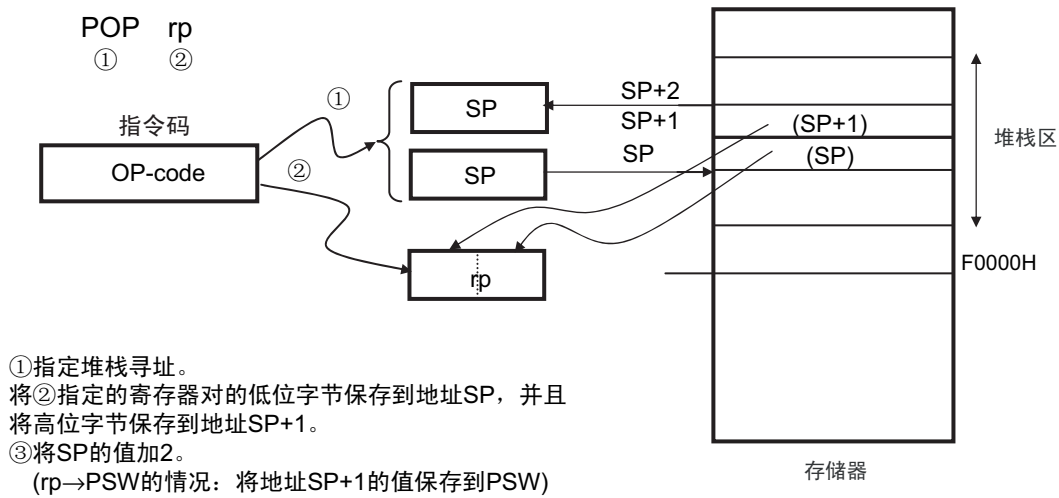 POP rp
① ②
指令码
OP-code
①
②
SP
SP
rp
SP+2
SP+1
SP
(SP+1)
(SP)
堆栈区
F0000H
存储器
①指定堆栈寻址。
将②指定的寄存器对的低位字节保存到地址SP，并且
将高位字节保存到地址SP+1。
③将SP的值加2。
(rp→PSW的情况：将地址SP+1的值保存到PSW)